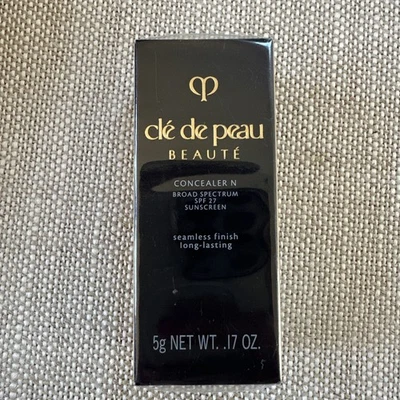 clé de peau
BEAUTÉ
CONCEALER N
BROAD SPECTRUM
SPF 27
SUNSCREEN
seamless finish
long-lasting
5g NET WT. .17 OZ.